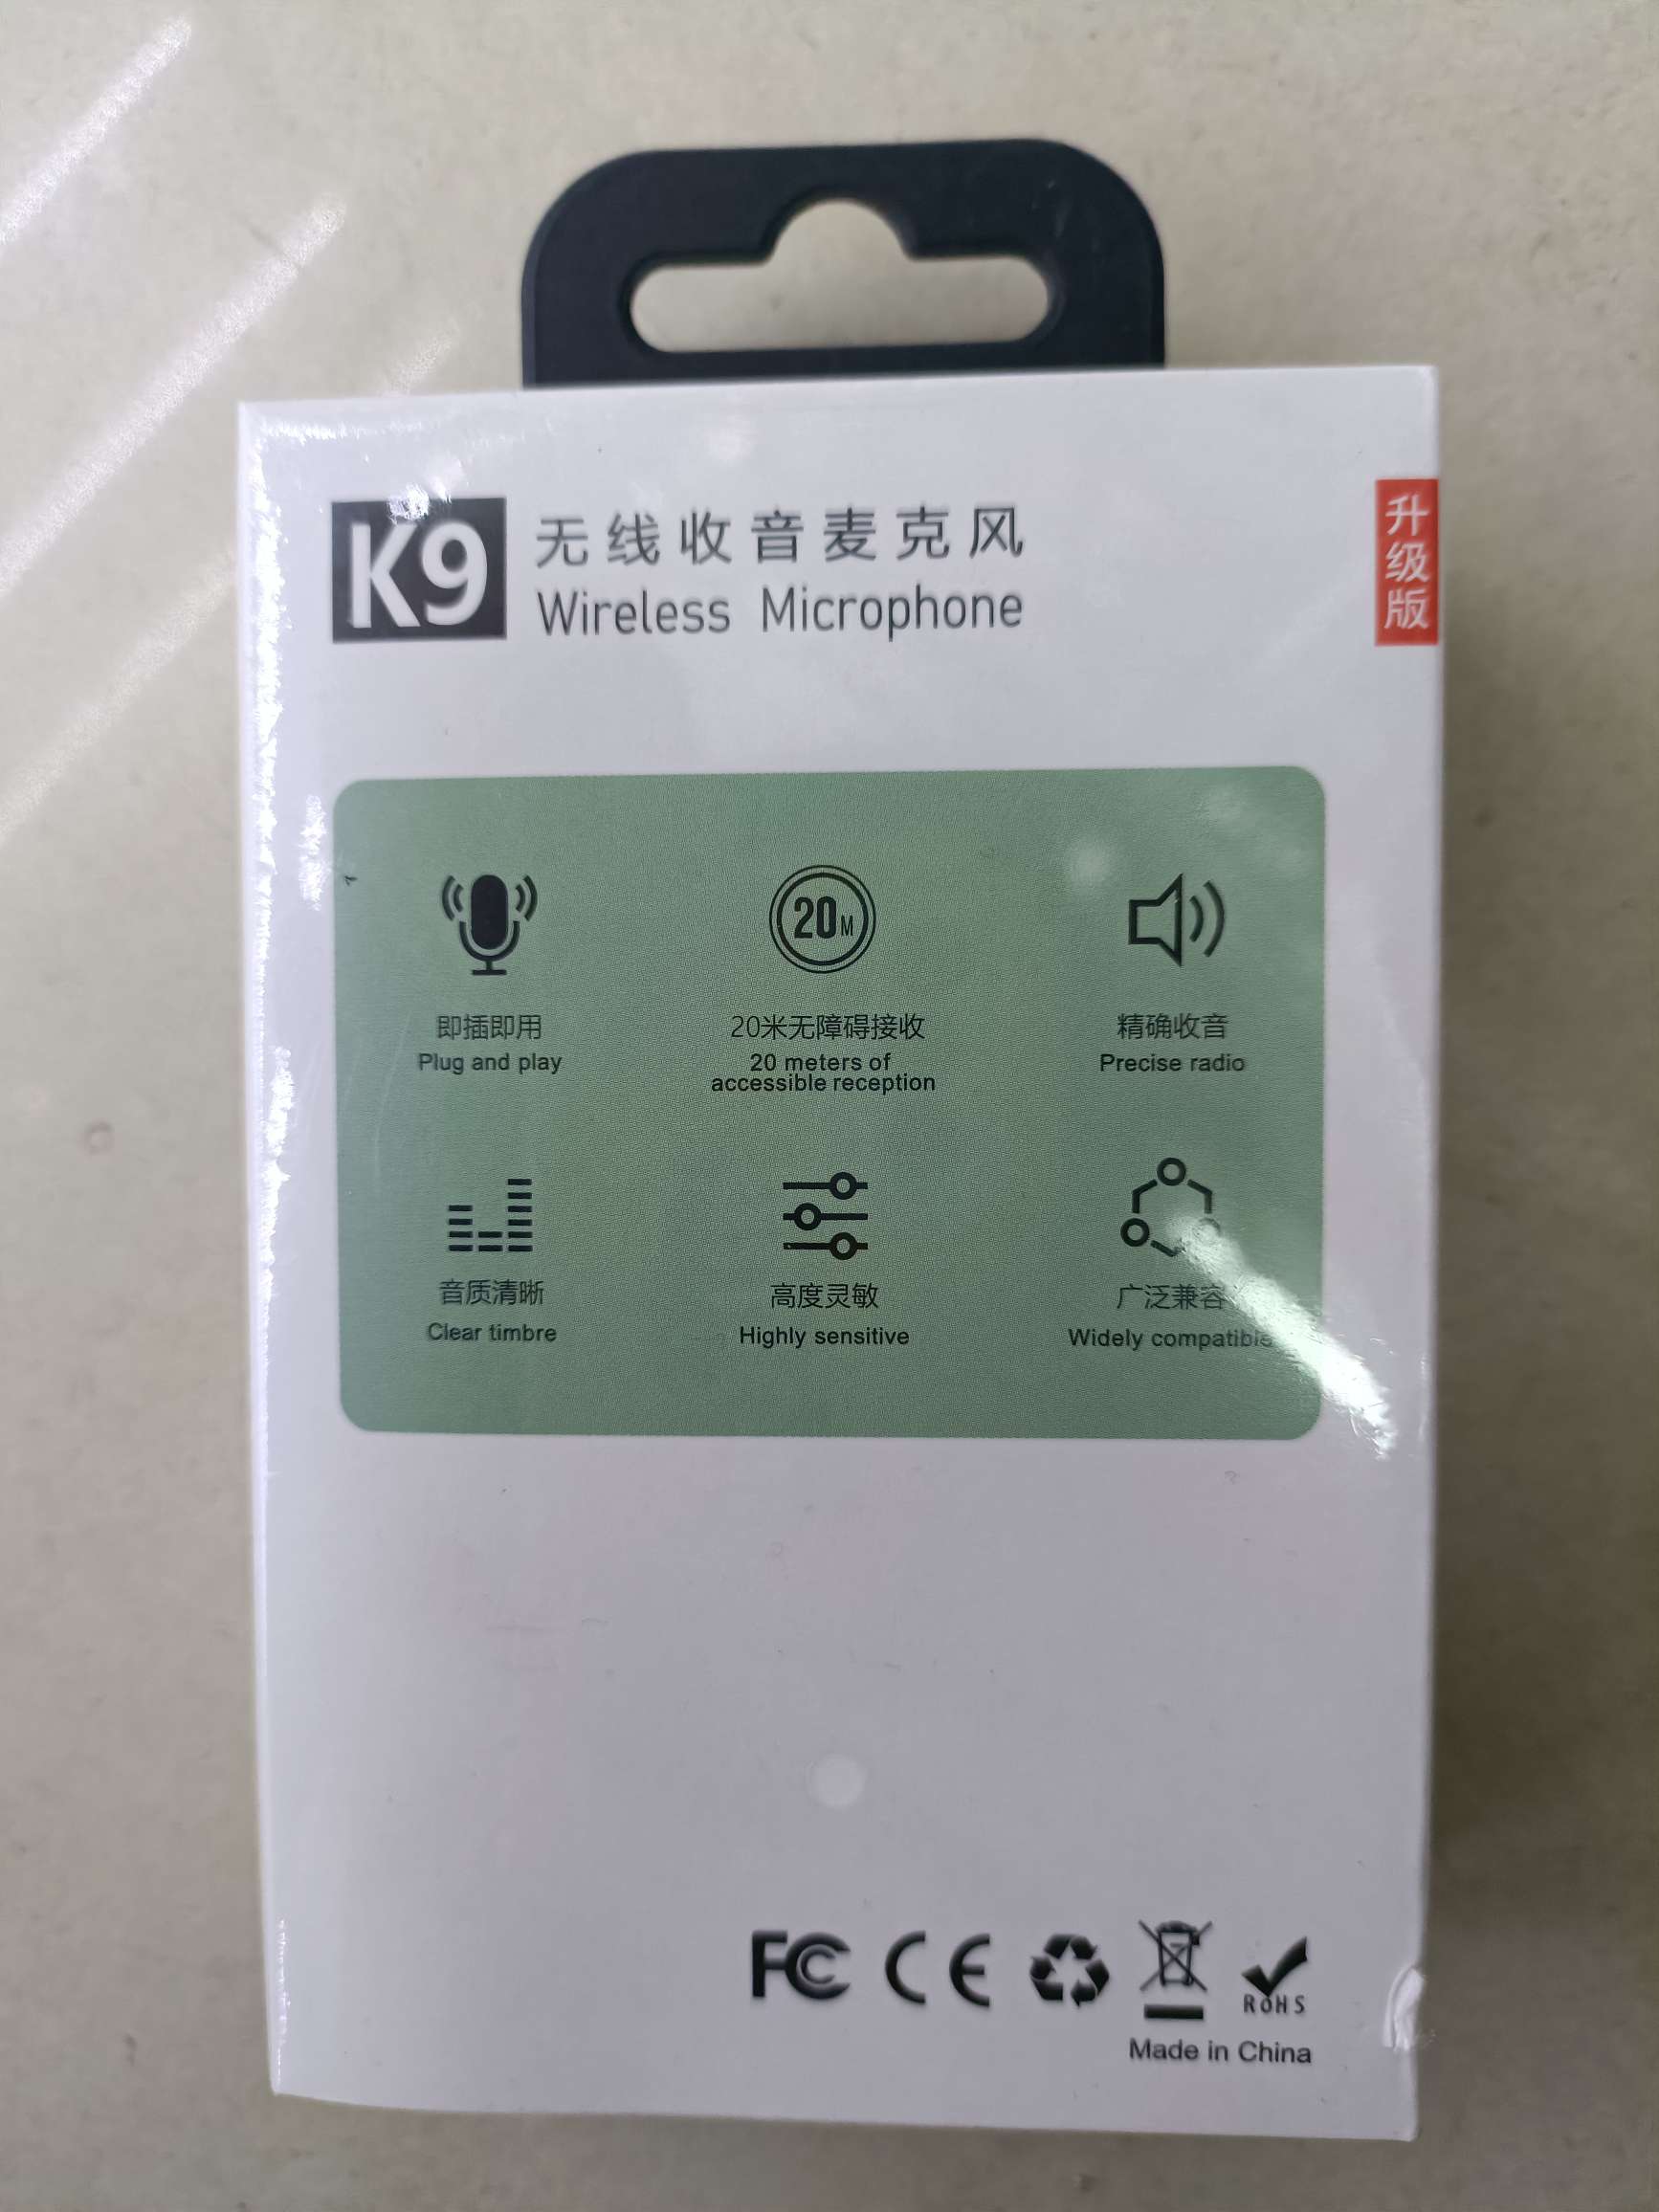 K9
无线收音麦克风
Wireless Microphone
升级版
20M
即插即用
Plug and play
20米无障碍接收
20 meters of
accessible reception
精确收音
Precise radio
音质清晰
Clear timbre
高度灵敏
Highly sensitive
广泛兼容
Widely compatible
FC CE
RoHS
Made in China